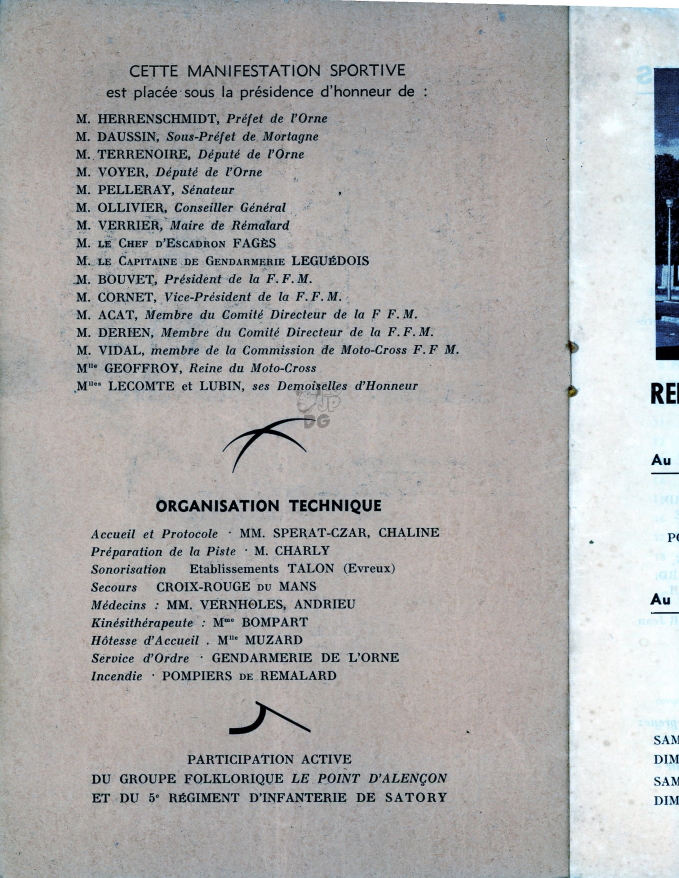 CETTE MANIFESTATION SPORTIVE
est placée sous la présidence d'honneur de :
M. HERRENSCHMIDT, Préfet de l'Orne
M. DAUSSIN, Sous-Préfet de Mortagne
M. TERRENOIRE, Député de l'Orne
M. VOYER, Député de l'Orne
M. PELLERAY, Sénateur
M. OLLIVIER, Conseiller Général
M. VERRIER, Maire de Rémalard
M. LE CHEF D'ESCADRON FAGÈS
M. LE CAPITAINE DE GENDARMERIE LEGUÉDOIS
M. BOUVET, Président de la F.F.M.
M. CORNET, Vice-Président de la F.F.M.
M. ACAT, Membre du Comité Directeur de la F F.M.
M. DERIEN, Membre du Comité Directeur de la F.F.M.
M. VIDAL, membre de la Commission de Moto-Cross F.F M.
Mlle GEOFFROY, Reine du Moto-Cross
Mlles LECOMTE et LUBIN, ses Demoiselles d'Honneur
JP
DG
ORGANISATION TECHNIQUE
Accueil et Protocole · MM. SPERAT-CZAR, CHALINE
Préparation de la Piste · M. CHARLY
Sonorisation Etablissements TALON (Evreux)
Secours CROIX-ROUGE DU MANS
Médecins : MM. VERNHOLES, ANDRIEU
Kinésithérapeute : Mme BOMPART
Hôtesse d'Accueil . Mlle MUZARD
Service d'Ordre · GENDARMERIE DE L'ORNE
Incendie · POMPIERS DE REMALARD
PARTICIPATION ACTIVE
DU GROUPE FOLKLORIQUE LE POINT D'ALENÇON
ET DU 5e RÉGIMENT D'INFANTERIE DE SATORY
Au
Au
SAM
DIM
SAM
DIM